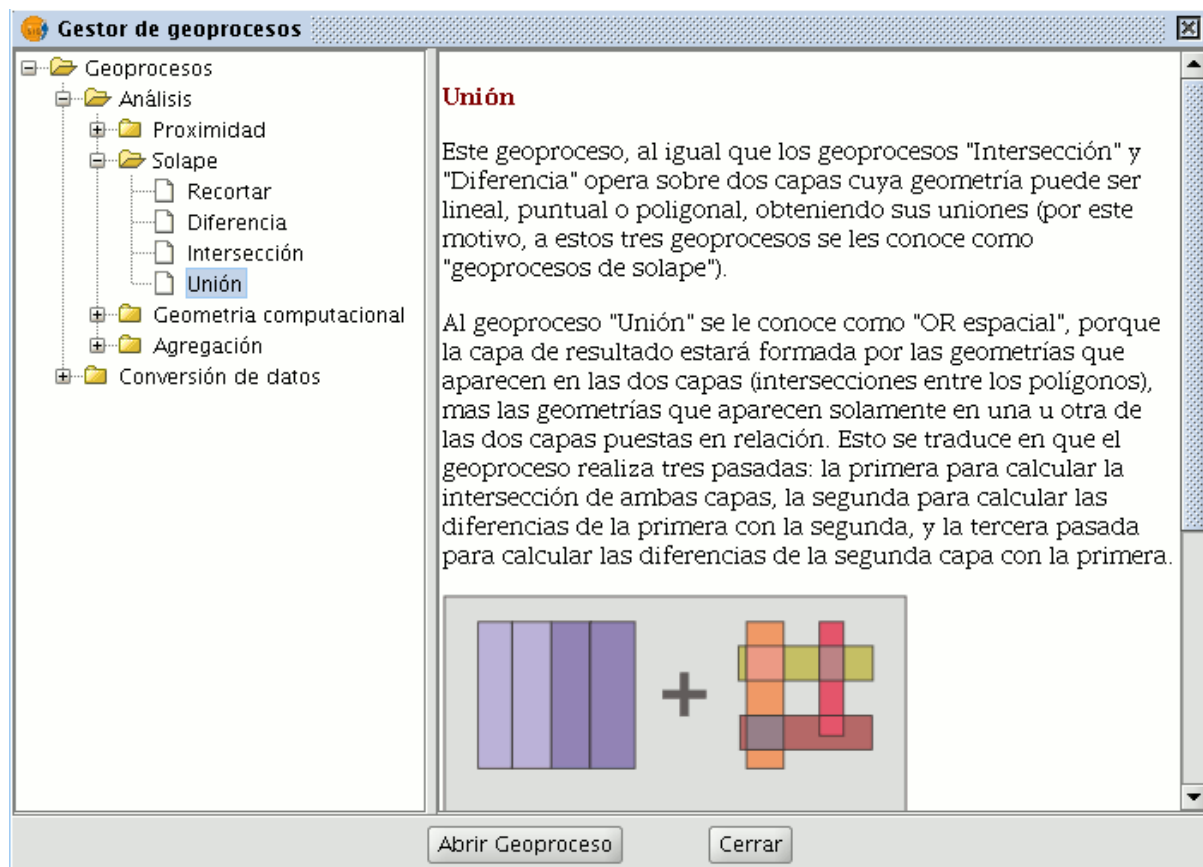 Gestor de geoprocesos
Geoprocesos
Análisis
Proximidad
Solape
Recortar
Diferencia
Intersección
Unión
Geometria computacional
Agregación
Conversión de datos
Unión
Este geoproceso, al igual que los geoprocesos "Intersección" y
"Diferencia" opera sobre dos capas cuya geometría puede ser
lineal, puntual o poligonal, obteniendo sus uniones (por este
motivo, a estos tres geoprocesos se les conoce como
"geoprocesos de solape").
Al geoproceso "Unión" se le conoce como "OR espacial", porque
la capa de resultado estará formada por las geometrías que
aparecen en las dos capas (intersecciones entre los polígonos),
mas las geometrías que aparecen solamente en una u otra de
las dos capas puestas en relación. Esto se traduce en que el
geoproceso realiza tres pasadas: la primera para calcular la
intersección de ambas capas, la segunda para calcular las
diferencias de la primera con la segunda, y la tercera pasada
para calcular las diferencias de la segunda capa con la primera.
+
Abrir Geoproceso
Cerrar